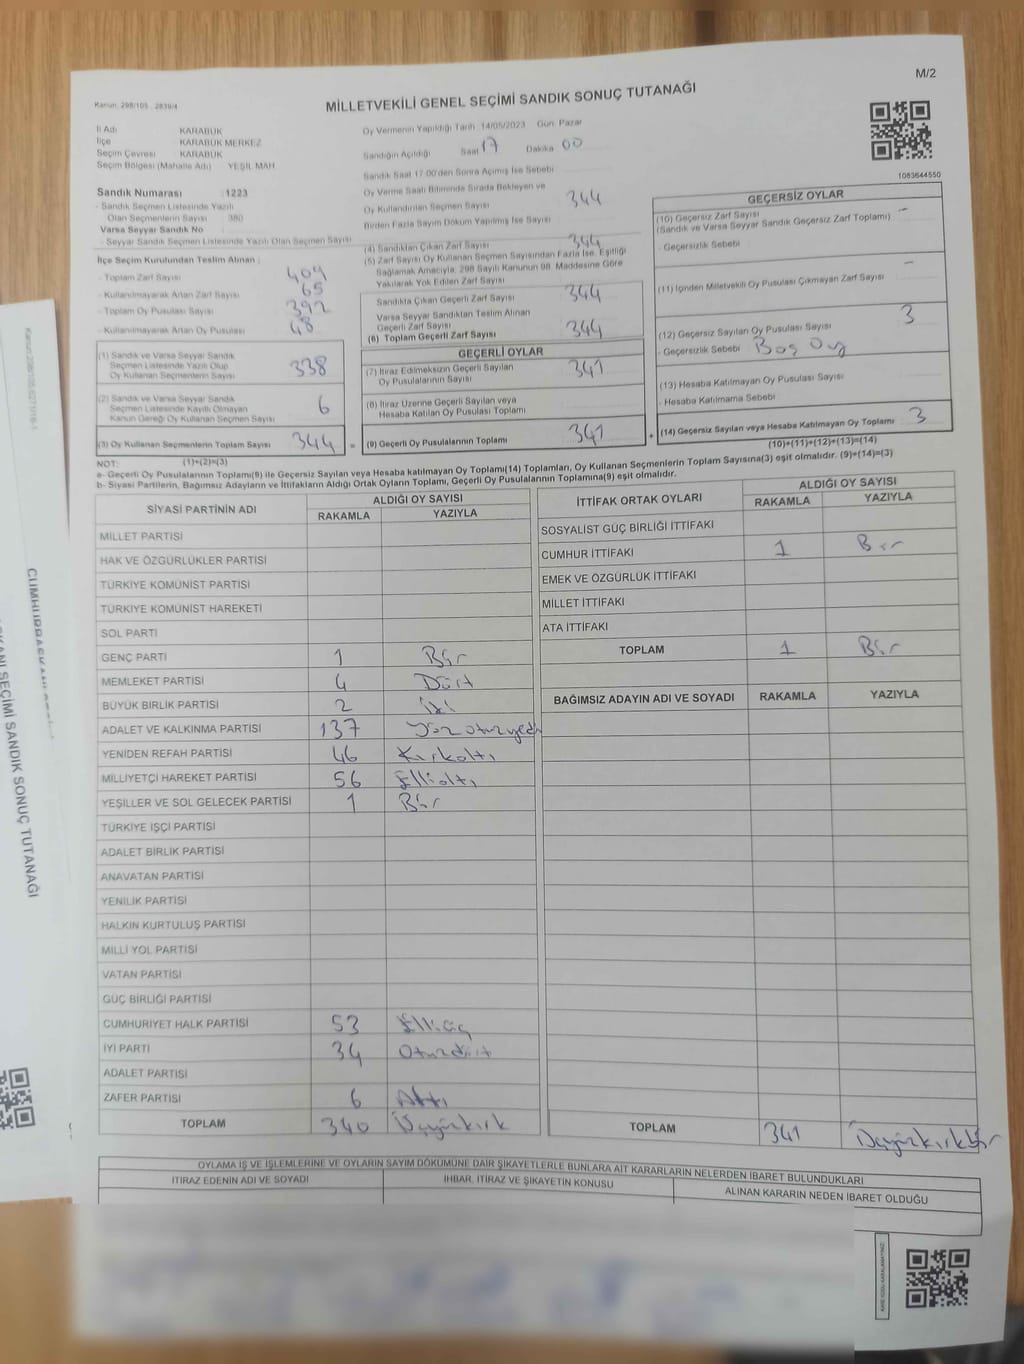 M/2
Kanun: 298/105 , 2839/4
MİLLETVEKİLİ GENEL SEÇİMİ SANDIK SONUÇ TUTANAĞI
İl Adı KARABÜK
İlçe KARABÜK MERKEZ
Seçim Çevresi KARABÜK
Seçim Bölgesi (Mahalle Adı) YEŞİL MAH
Sandık Numarası :1223
- Sandık Seçmen Listesinde Yazılı
Olan Seçmenlerin Sayısı 380
Varsa Seyyar Sandık No
- Seyyar Sandık Seçmen Listesinde Yazılı Olan Seçmen Sayısı
İlçe Seçim Kurulundan Teslim Alınan ;
- Toplam Zarf Sayısı 409
- Kullanılmayarak Artan Zarf Sayısı 65
- Toplam Oy Pusulası Sayısı 392
- Kullanılmayarak Artan Oy Pusulası 48
(1) Sandık ve Varsa Seyyar Sandık
Seçmen Listesinde Yazılı Olup
Oy Kullanan Seçmenlerin Sayısı 338
(2) Sandık ve Varsa Seyyar Sandık
Seçmen Listesinde Kayıtlı Olmayan
Kanun Gereği Oy Kullanan Seçmen Sayısı 6
(3) Oy Kullanan Seçmenlerin Toplam Sayısı 344 =
(1)+(2)=(3)
Oy Vermenin Yapıldığı Tarih 14/05/2023 Gün: Pazar
Sandığın Açıldığı Saat 17 Dakika 00
Sandık Saat 17.00'den Sonra Açılmış İse Sebebi
Oy Verme Saati Bitiminde Sırada Bekleyen ve
Oy Kullandırılan Seçmen Sayısı 344
Birden Fazla Sayım Döküm Yapılmış İse Sayısı
(4) Sandıktan Çıkan Zarf Sayısı 344
(5) Zarf Sayısı Oy Kullanan Seçmen Sayısından Fazla İse, Eşitliği
Sağlamak Amacıyla, 298 Sayılı Kanunun 98. Maddesine Göre
Yakılarak Yok Edilen Zarf Sayısı
Sandıkta Çıkan Geçerli Zarf Sayısı 344
Varsa Seyyar Sandıktan Teslim Alınan
Geçerli Zarf Sayısı
(6) Toplam Geçerli Zarf Sayısı 344
GEÇERLİ OYLAR
(7) İtiraz Edilmeksizin Geçerli Sayılan
Oy Pusulalarının Sayısı 341
(8) İtiraz Üzerine Geçerli Sayılan veya
Hesaba Katılan Oy Pusulası Toplamı
(9) Geçerli Oy Pusulalarının Toplamı 341 +
1083644550
GEÇERSİZ OYLAR
(10) Geçersiz Zarf Sayısı –
(Sandık ve Varsa Seyyar Sandık Geçersiz Zarf Toplamı)
- Geçersizlik Sebebi
(11) İçinden Milletvekili Oy Pusulası Çıkmayan Zarf Sayısı –
(12) Geçersiz Sayılan Oy Pusulası Sayısı 3
- Geçersizlik Sebebi Boş Oy
(13) Hesaba Katılmayan Oy Pusulası Sayısı
- Hesaba Katılmama Sebebi
(14) Geçersiz Sayılan veya Hesaba Katılmayan Oy Toplamı 3
(10)+(11)+(12)+(13)=(14)
NOT:
a- Geçerli Oy Pusulalarının Toplamı(9) ile Geçersiz Sayılan veya Hesaba katılmayan Oy Toplamı(14) Toplamları, Oy Kullanan Seçmenlerin Toplam Sayısına(3) eşit olmalıdır. (9)+(14)=(3)
b- Siyasi Partilerin, Bağımsız Adayların ve İttifakların Aldığı Ortak Oyların Toplamı, Geçerli Oy Pusulalarının Toplamına(9) eşit olmalıdır.
SİYASİ PARTİNİN ADI ALDIĞI OY SAYISI
RAKAMLA YAZIYLA
MİLLET PARTİSİ
HAK VE ÖZGÜRLÜKLER PARTİSİ
TÜRKİYE KOMÜNİST PARTİSİ
TÜRKİYE KOMÜNİST HAREKETİ
SOL PARTİ
GENÇ PARTİ 1 Bir
MEMLEKET PARTİSİ 4 Dört
BÜYÜK BİRLİK PARTİSİ 2 iki
ADALET VE KALKINMA PARTİSİ 137 Yüzotuzyedi
YENİDEN REFAH PARTİSİ 46 Kırkaltı
MİLLİYETÇİ HAREKET PARTİSİ 56 Ellialtı
YEŞİLLER VE SOL GELECEK PARTİSİ 1 Bir
TÜRKİYE İŞÇİ PARTİSİ
ADALET BİRLİK PARTİSİ
ANAVATAN PARTİSİ
YENİLİK PARTİSİ
HALKIN KURTULUŞ PARTİSİ
MİLLİ YOL PARTİSİ
VATAN PARTİSİ
GÜÇ BİRLİĞİ PARTİSİ
CUMHURİYET HALK PARTİSİ 53 Elliüç
İYİ PARTİ 34 Otuzdört
ADALET PARTİSİ
ZAFER PARTİSİ 6 Altı
TOPLAM 340 Üçyüzkırk
İTTİFAK ORTAK OYLARI ALDIĞI OY SAYISI
RAKAMLA YAZIYLA
SOSYALİST GÜÇ BİRLİĞİ İTTİFAKI
CUMHUR İTTİFAKI 1 Bir
EMEK VE ÖZGÜRLÜK İTTİFAKI
MİLLET İTTİFAKI
ATA İTTİFAKI
TOPLAM 1 Bir
BAĞIMSIZ ADAYIN ADI VE SOYADI RAKAMLA YAZIYLA
TOPLAM 341 Üçyüzkırkbir
OYLAMA İŞ VE İŞLEMLERİNE VE OYLARIN SAYIM DÖKÜMÜNE DAİR ŞİKAYETLERLE BUNLARA AİT KARARLARIN NELERDEN İBARET BULUNDUKLARI
İTİRAZ EDENİN ADI VE SOYADI İHBAR, İTİRAZ VE ŞİKAYETİN KONUSU ALINAN KARARIN NEDEN İBARET OLDUĞU
KARE KODU KARALAMAYINIZ!